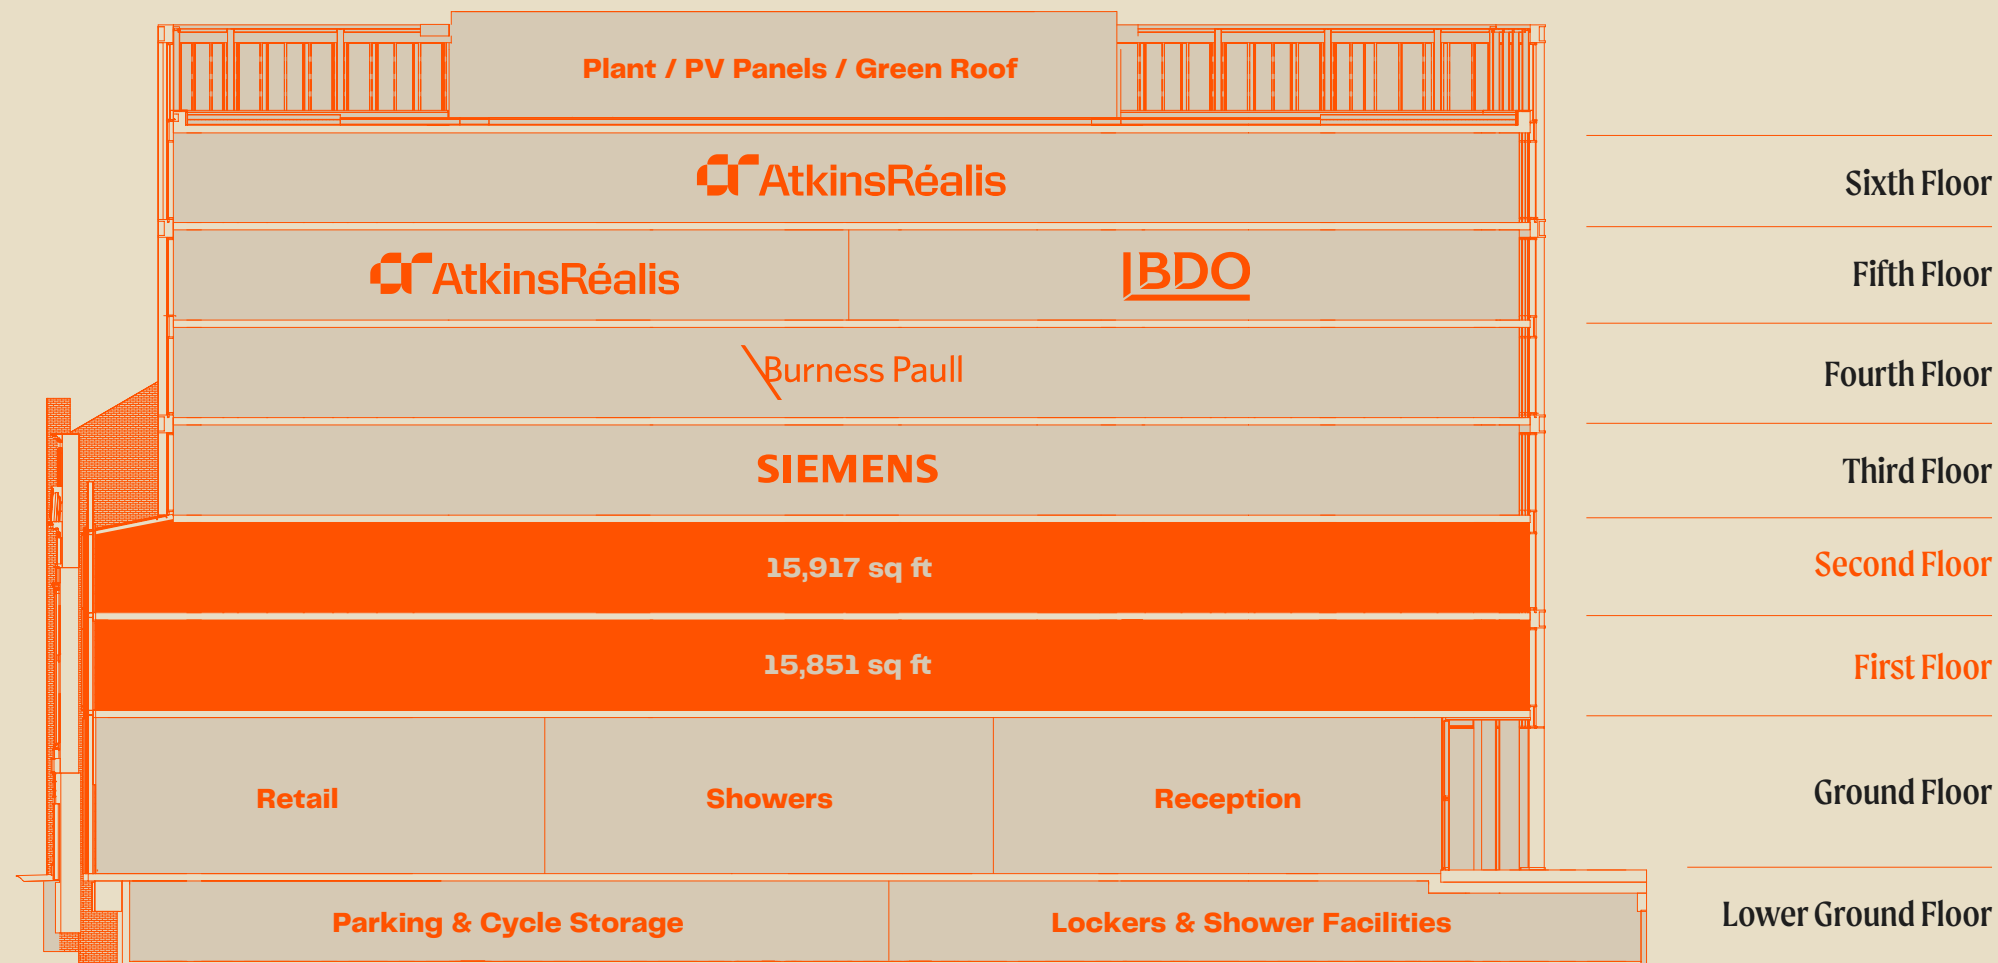 Plant / PV Panels / Green Roof
AtkinsRéalis
Sixth Floor
AtkinsRéalis
BDO
Fifth Floor
Burness Paull
Fourth Floor
SIEMENS
Third Floor
15,917 sq ft
Second Floor
15,851 sq ft
First Floor
Retail
Showers
Reception
Ground Floor
Parking & Cycle Storage
Lockers & Shower Facilities
Lower Ground Floor